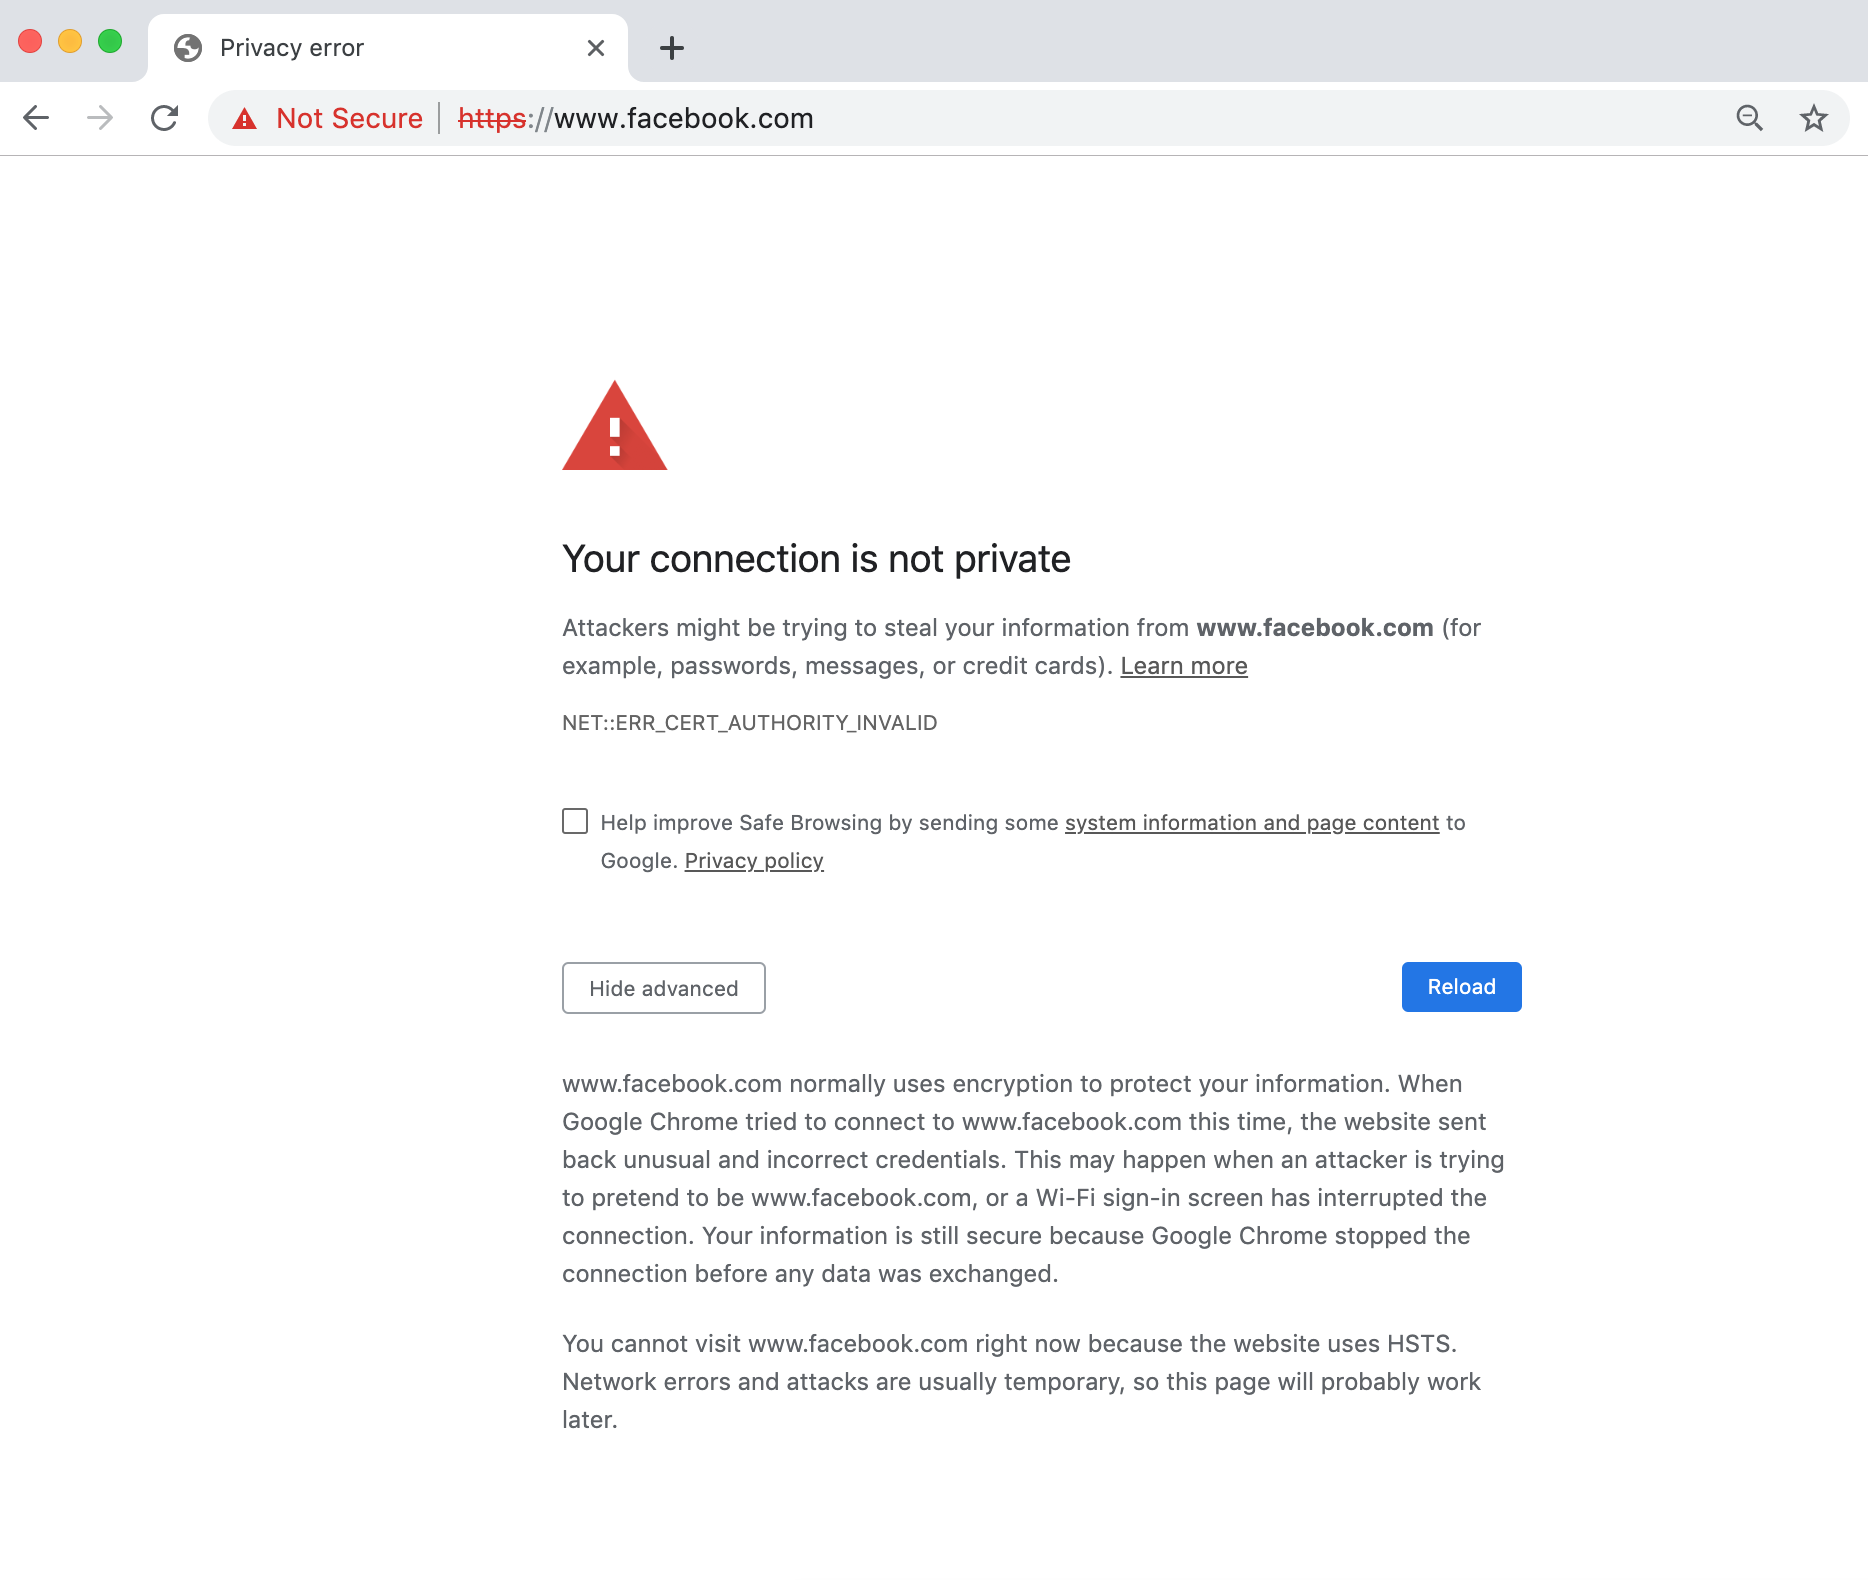 Privacy error
Not Secure https://www.facebook.com
Your connection is not private
Attackers might be trying to steal your information from www.facebook.com (for
example, passwords, messages, or credit cards). Learn more
NET::ERR_CERT_AUTHORITY_INVALID
Help improve Safe Browsing by sending some system information and page content to
Google. Privacy policy
Hide advanced
Reload
www.facebook.com normally uses encryption to protect your information. When
Google Chrome tried to connect to www.facebook.com this time, the website sent
back unusual and incorrect credentials. This may happen when an attacker is trying
to pretend to be www.facebook.com, or a Wi-Fi sign-in screen has interrupted the
connection. Your information is still secure because Google Chrome stopped the
connection before any data was exchanged.
You cannot visit www.facebook.com right now because the website uses HSTS.
Network errors and attacks are usually temporary, so this page will probably work
later.